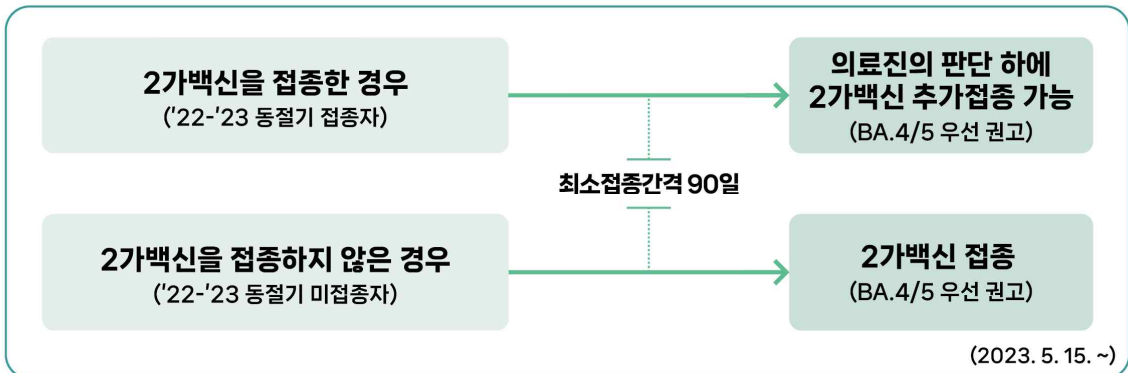 2가백신을 접종한 경우
('22-'23 동절기 접종자)
의료진의 판단 하에
2가백신 추가접종 가능
(BA.4/5 우선 권고)
최소접종간격 90일
2가백신을 접종하지 않은 경우
('22-'23 동절기 미접종자)
2가백신 접종
(BA.4/5 우선 권고)
(2023. 5. 15. ~)